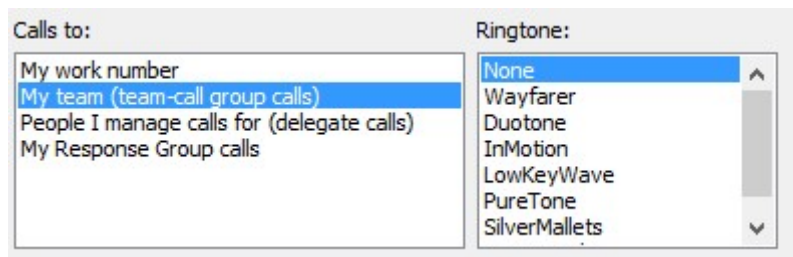 Calls to:
My work number
My team (team-call group calls)
People I manage calls for (delegate calls)
My Response Group calls
Ringtone:
None
Wayfarer
Duotone
InMotion
LowKeyWave
PureTone
SilverMallets